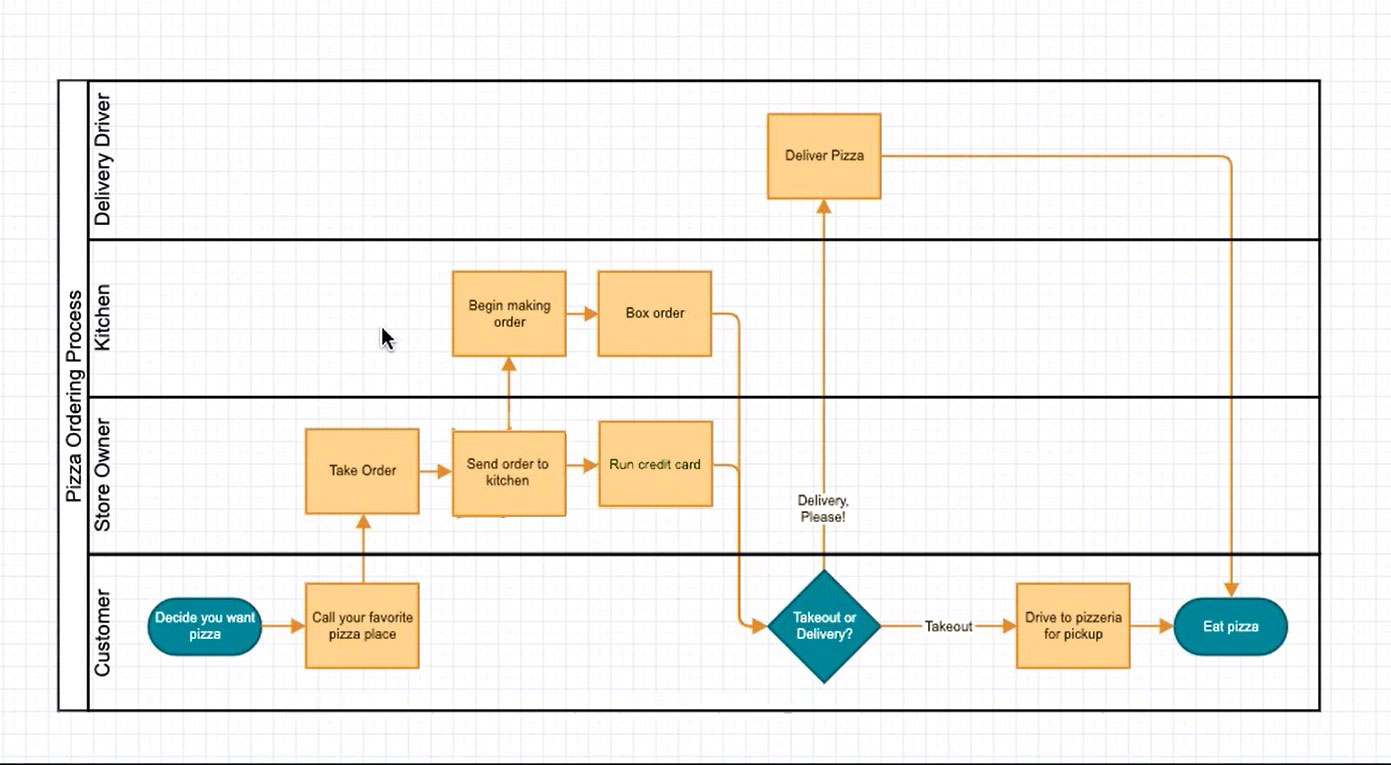 Pizza Ordering Process
Delivery Driver
Deliver Pizza
Kitchen
Begin making
order
Box order
Store Owner
Take Order
Send order to
kitchen
Run credit card
Delivery,
Please!
Customer
Decide you want
pizza
Call your favorite
pizza place
Takeout or
Delivery?
Takeout
Drive to pizzeria
for pickup
Eat pizza